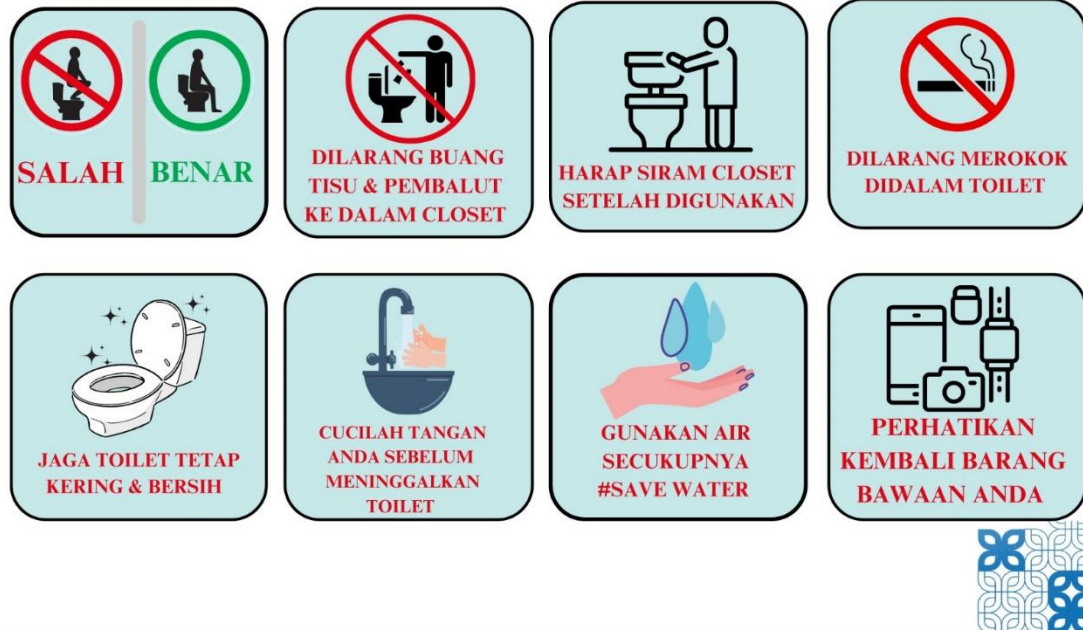 SALAH
BENAR
DILARANG BUANG
TISU & PEMBALUT
KE DALAM CLOSET
HARAP SIRAM CLOSET
SETELAH DIGUNAKAN
DILARANG MEROKOK
DIDALAM TOILET
JAGA TOILET TETAP
KERING & BERSIH
CUCILAH TANGAN
ANDA SEBELUM
MENINGGALKAN
TOILET
GUNAKAN AIR
SECUKUPNYA
#SAVE WATER
PERHATIKAN
KEMBALI BARANG
BAWAAN ANDA